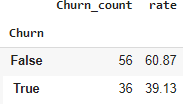 Churn_count rate
Churn
False 56 60.87
True 36 39.13